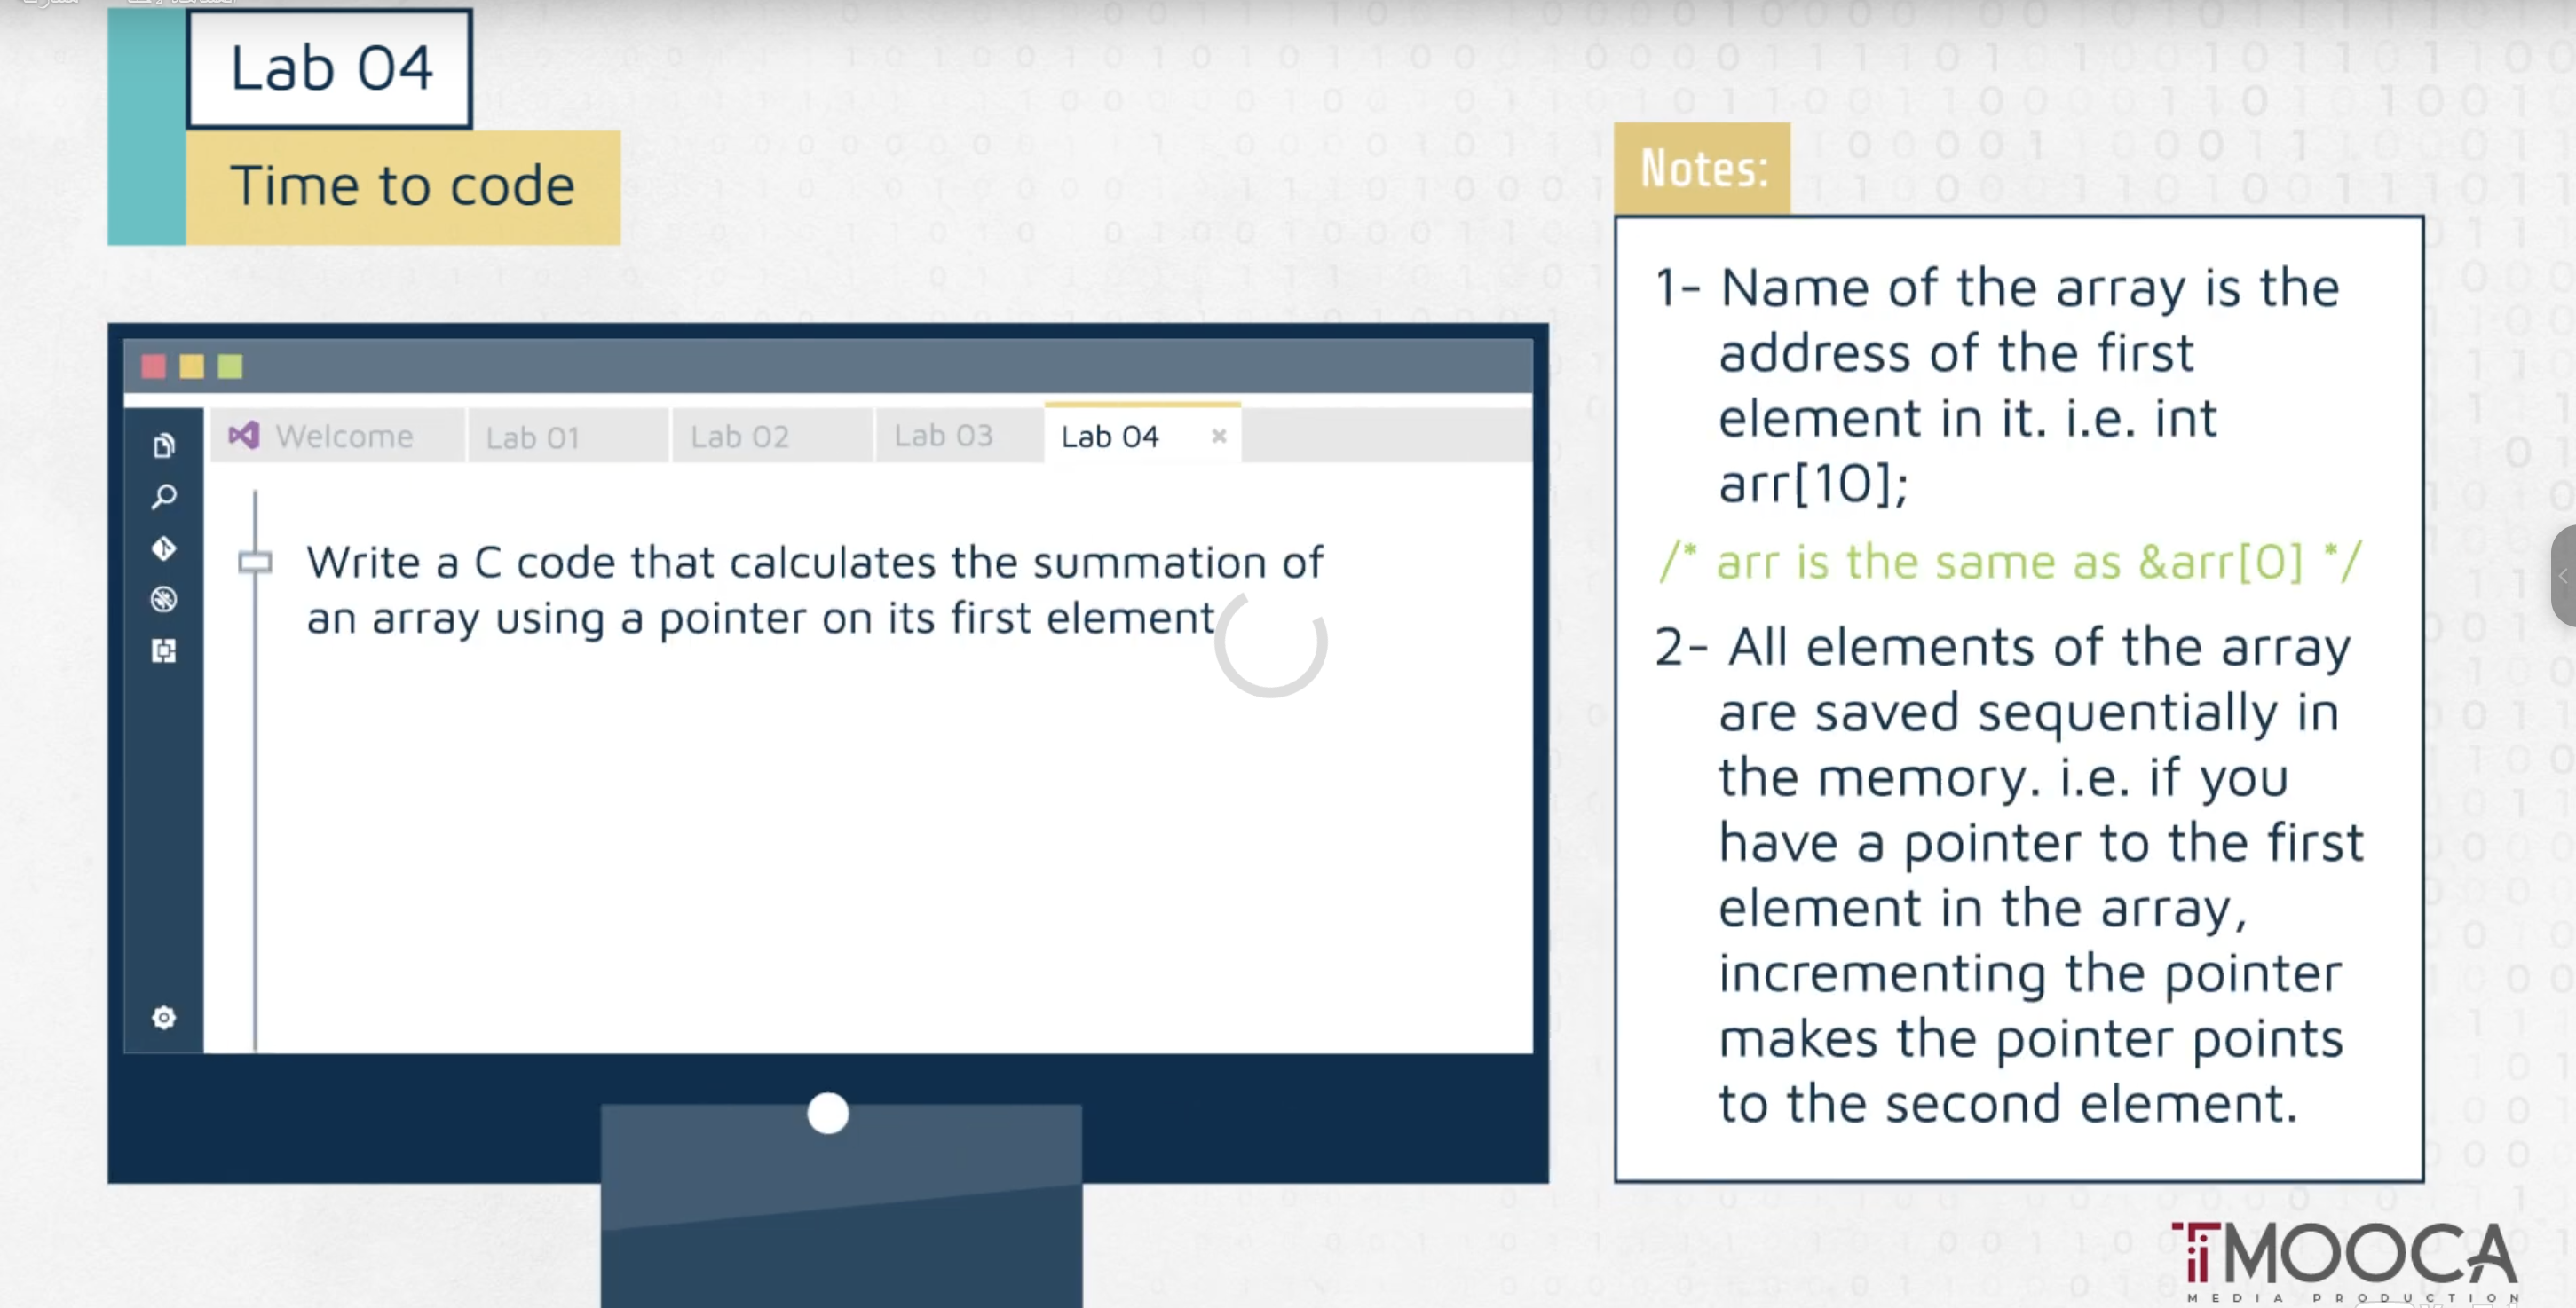 Lab 04
Time to code
Welcome
Lab 01
Lab 02
Lab 03
Lab 04
Write a C code that calculates the summation of
an array using a pointer on its first element
Notes:
1- Name of the array is the
address of the first
element in it. i.e. int
arr[10];
/* arr is the same as &arr[0] */
2- All elements of the array
are saved sequentially in
the memory. i.e. if you
have a pointer to the first
element in the array,
incrementing the pointer
makes the pointer points
to the second element.
MOOCA
MEDIA PRODUCTION